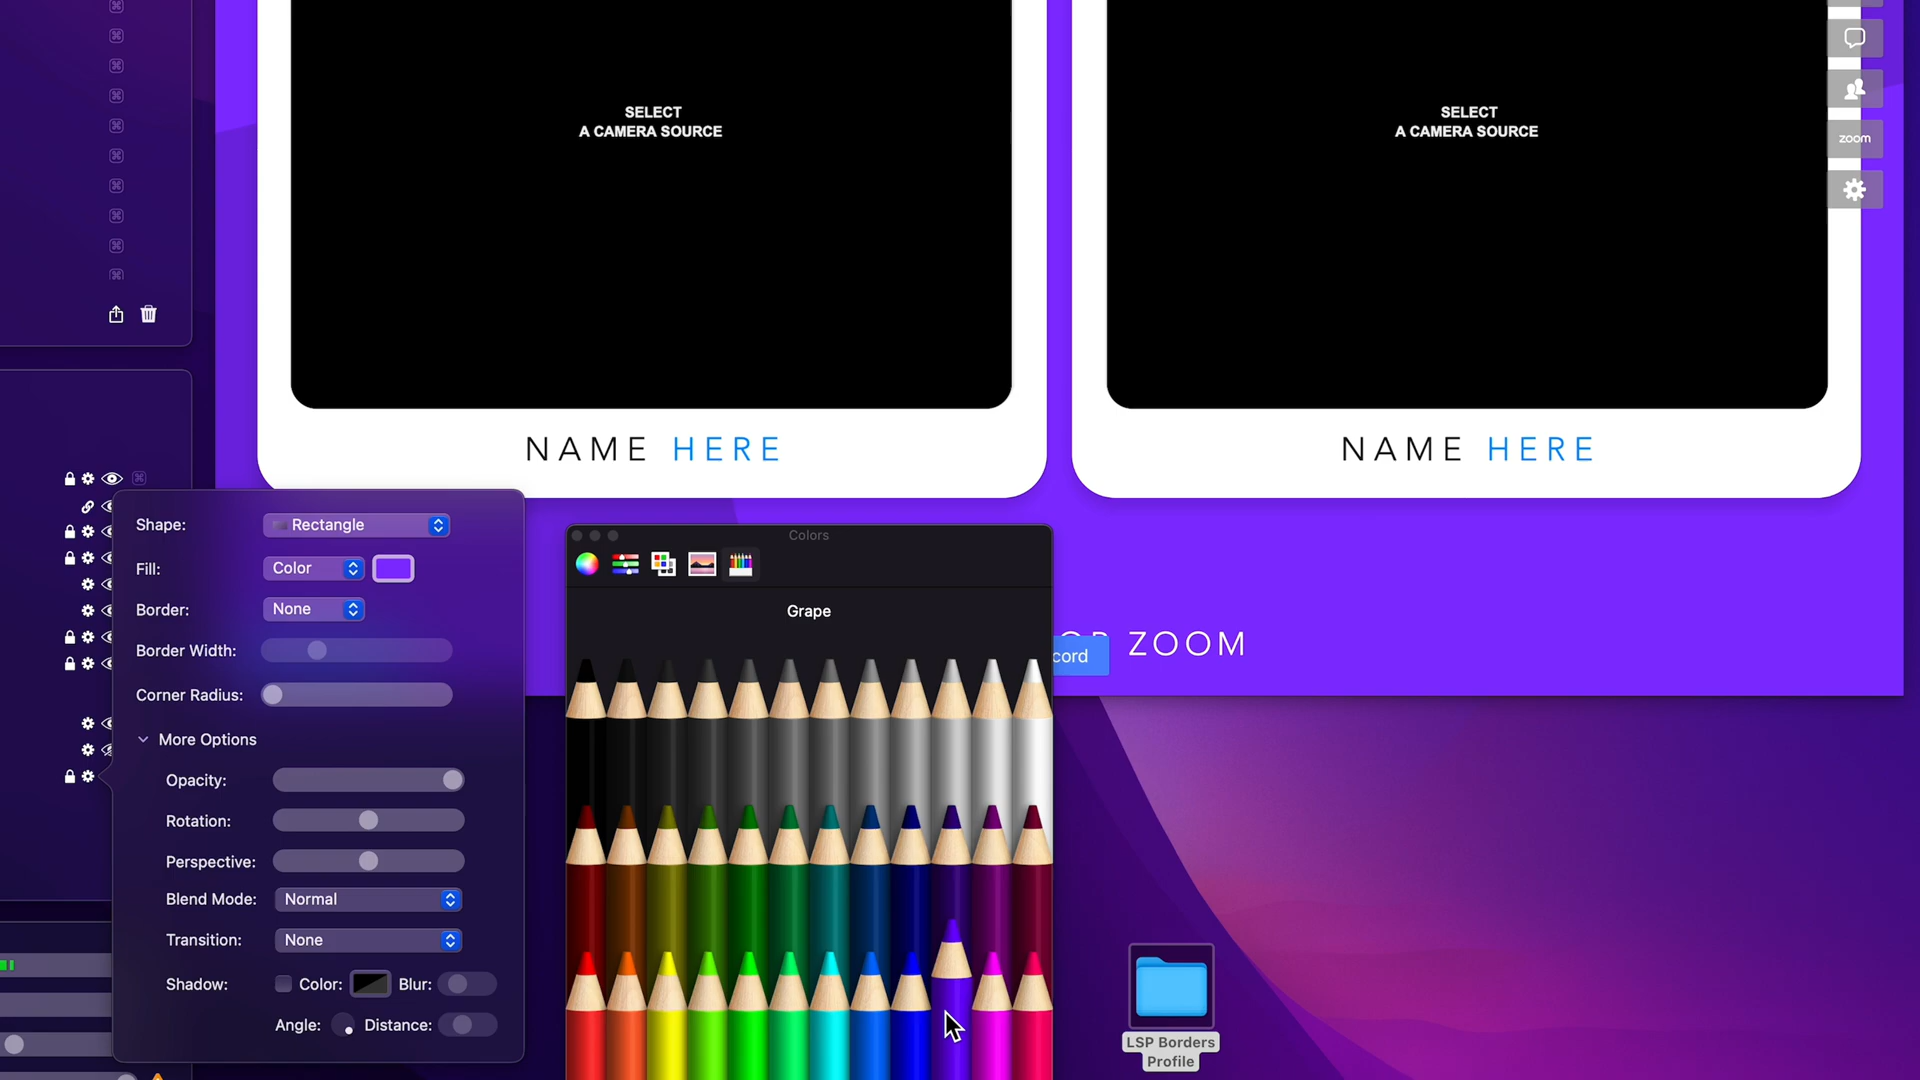 SELECT
A CAMERA SOURCE
SELECT
A CAMERA SOURCE
zoom
NAME HERE
NAME HERE
Shape:
Rectangle
Fill:
Color
Border:
None
Border Width:
Corner Radius:
More Options
Opacity:
Rotation:
Perspective:
Blend Mode:
Normal
Transition:
None
Shadow:
Color:
Blur:
Angle:
Distance:
Colors
Grape
cord
ZOOM
LSP Borders
Profile